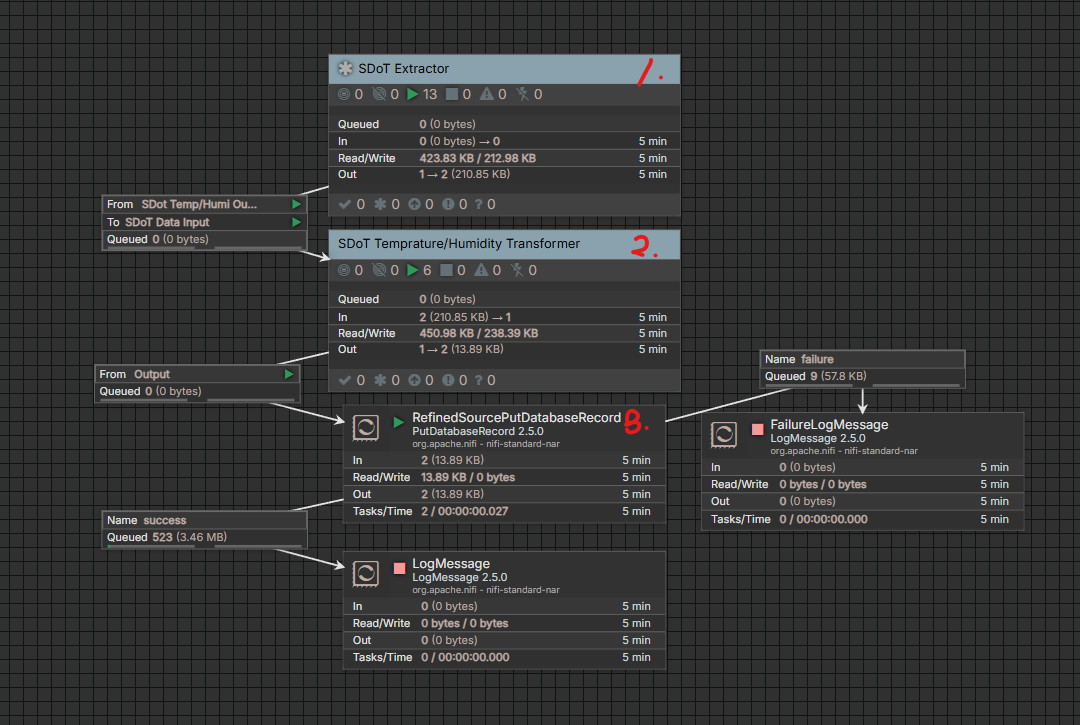 SDoT Extractor 1.
0 0 13 0 0 0
Queued 0 (0 bytes)
In 0 (0 bytes) → 0 5 min
Read/Write 423.83 KB / 212.98 KB 5 min
Out 1 → 2 (210.85 KB) 5 min
0 0 0 0 ? 0
From SDot Temp/Humi Ou...
To SDoT Data Input
Queued 0 (0 bytes)
SDoT Temprature/Humidity Transformer 2.
0 0 6 0 0 0
Queued 0 (0 bytes)
In 2 (210.85 KB) → 1 5 min
Read/Write 450.98 KB / 238.39 KB 5 min
Out 1 → 2 (13.89 KB) 5 min
0 0 0 0 ? 0
From Output
Queued 0 (0 bytes)
Name failure
Queued 9 (57.8 KB)
RefinedSourcePutDatabaseRecord 3.
PutDatabaseRecord 2.5.0
org.apache.nifi - nifi-standard-nar
In 2 (13.89 KB) 5 min
Read/Write 13.89 KB / 0 bytes 5 min
Out 2 (13.89 KB) 5 min
Tasks/Time 2 / 00:00:00.027 5 min
FailureLogMessage
LogMessage 2.5.0
org.apache.nifi - nifi-standard-nar
In 0 (0 bytes) 5 min
Read/Write 0 bytes / 0 bytes 5 min
Out 0 (0 bytes) 5 min
Tasks/Time 0 / 00:00:00.000 5 min
Name success
Queued 523 (3.46 MB)
LogMessage
LogMessage 2.5.0
org.apache.nifi - nifi-standard-nar
In 0 (0 bytes) 5 min
Read/Write 0 bytes / 0 bytes 5 min
Out 0 (0 bytes) 5 min
Tasks/Time 0 / 00:00:00.000 5 min